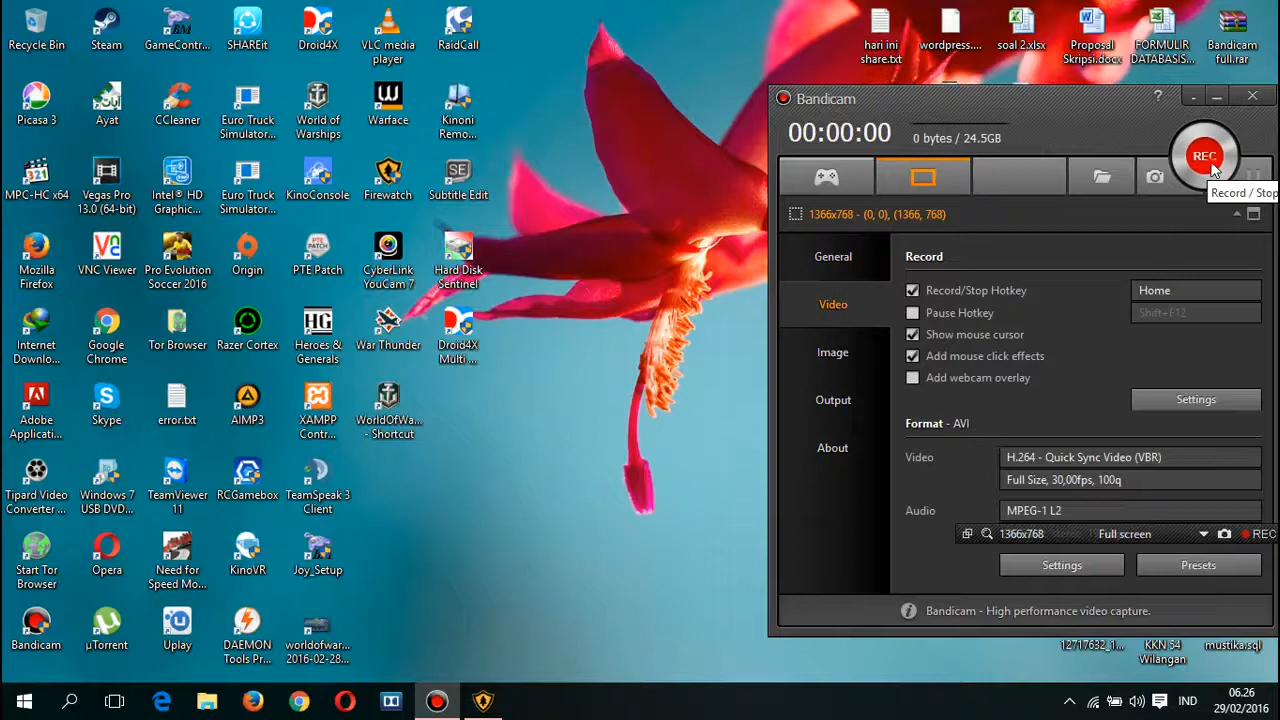 Recycle Bin
Steam
GameContr...
SHAREit
Droid4X
VLC media
player
RaidCall
hari ini
share.txt
wordpress....
soal 2.xlsx
Proposal
Skripsi.docx
FORMULIR
DATABASIS...
Bandicam
full.rar
Picasa 3
Ayat
CCleaner
Euro Truck
Simulator...
World of
Warships
Warface
Kinoni
Remo...
MPC-HC x64
Vegas Pro
13.0 (64-bit)
Intel® HD
Graphic...
Euro Truck
Simulator...
KinoConsole
Firewatch
Subtitle Edit
Mozilla
Firefox
VNC Viewer
Pro Evolution
Soccer 2016
Origin
PTE Patch
CyberLink
YouCam 7
Hard Disk
Sentinel
Internet
Downlo...
Google
Chrome
Tor Browser
Razer Cortex
Heroes &
Generals
War Thunder
Droid4X
Multi ...
Adobe
Applicati...
Skype
error.txt
AIMP3
XAMPP
Contr...
WorldOfWa...
- Shortcut
Tipard Video
Converter ...
Windows 7
USB DVD...
TeamViewer
11
RCGamebox
TeamSpeak 3
Client
Start Tor
Browser
Opera
Need for
Speed Mo...
KinoVR
Joy_Setup
Bandicam
µTorrent
Uplay
DAEMON
Tools Pr...
worldofwar...
2016-02-28...
12717632_1...
KKN 54
Wilangan
mustika.sql
Bandicam
?
00:00:00
0 bytes / 24.5GB
REC
Record / Stop
1366x768 - (0, 0), (1366, 768)
General
Video
Image
Output
About
Record
Record/Stop Hotkey
Home
Pause Hotkey
Shift+F12
Show mouse cursor
Add mouse click effects
Add webcam overlay
Settings
Format - AVI
Video
H.264 - Quick Sync Video (VBR)
Full Size, 30,00fps, 100q
Audio
MPEG-1 L2
1366x768
Full screen
REC
Settings
Presets
Bandicam - High performance video capture.
IND
06.26
29/02/2016